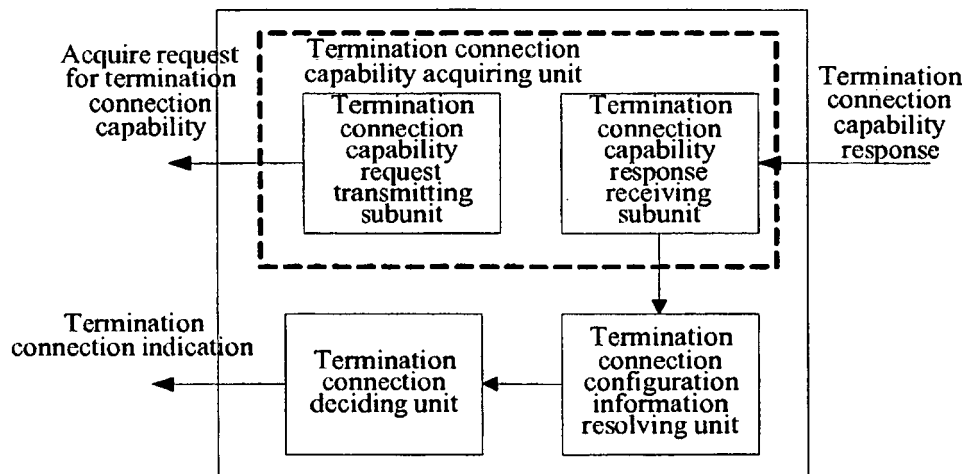 Acquire request
for termination
connection
capability
Termination connection
capability acquiring unit
Termination
connection
capability
request
transmitting
subunit
Termination
connection
capability
response
receiving
subunit
Termination
connection
capability
response
Termination
connection indication
Termination
connection
deciding unit
Termination
connection
configuration
information
resolving unit